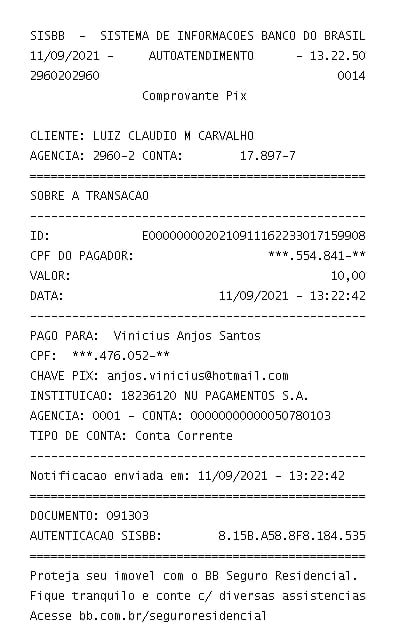 SISBB - SISTEMA DE INFORMACOES BANCO DO BRASIL
11/09/2021 - AUTOATENDIMENTO - 13.22.50
2960202960 0014
Comprovante Pix
CLIENTE: LUIZ CLAUDIO M CARVALHO
AGENCIA: 2960-2 CONTA: 17.897-7
================================================
SOBRE A TRANSACAO
------------------------------------------------
ID: E0000000020210911162233017159908
CPF DO PAGADOR: ***.554.841-**
VALOR: 10,00
DATA: 11/09/2021 - 13:22:42
------------------------------------------------
PAGO PARA: Vinicius Anjos Santos
CPF: ***.476.052-**
CHAVE PIX: anjos.vinicius@hotmail.com
INSTITUICAO: 18236120 NU PAGAMENTOS S.A.
AGENCIA: 0001 - CONTA: 00000000000050780103
TIPO DE CONTA: Conta Corrente
------------------------------------------------
Notificacao enviada em: 11/09/2021 - 13:22:42
================================================
DOCUMENTO: 091303
AUTENTICACAO SISBB: 8.15B.A58.8F8.184.535
================================================
Proteja seu imovel com o BB Seguro Residencial.
Fique tranquilo e conte c/ diversas assistencias
Acesse bb.com.br/seguroresidencial